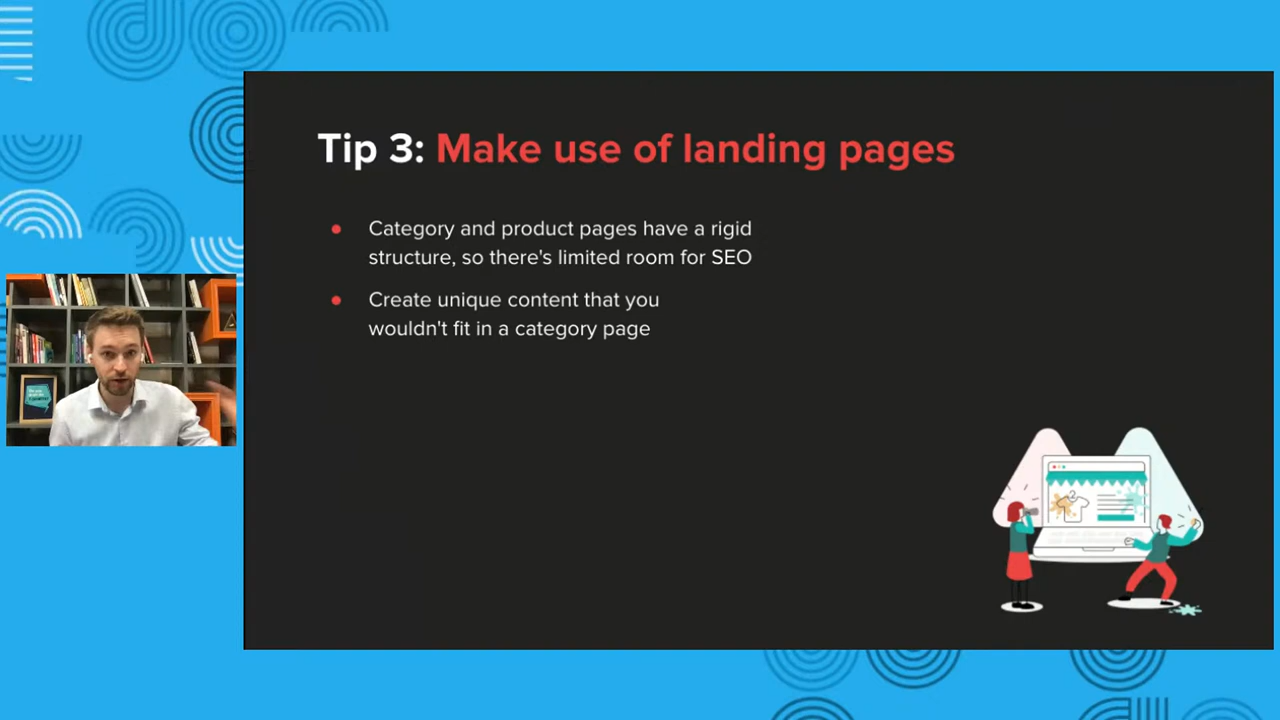 Tip 3: Make use of landing pages
Category and product pages have a rigid
structure, so there's limited room for SEO
Create unique content that you
wouldn't fit in a category page